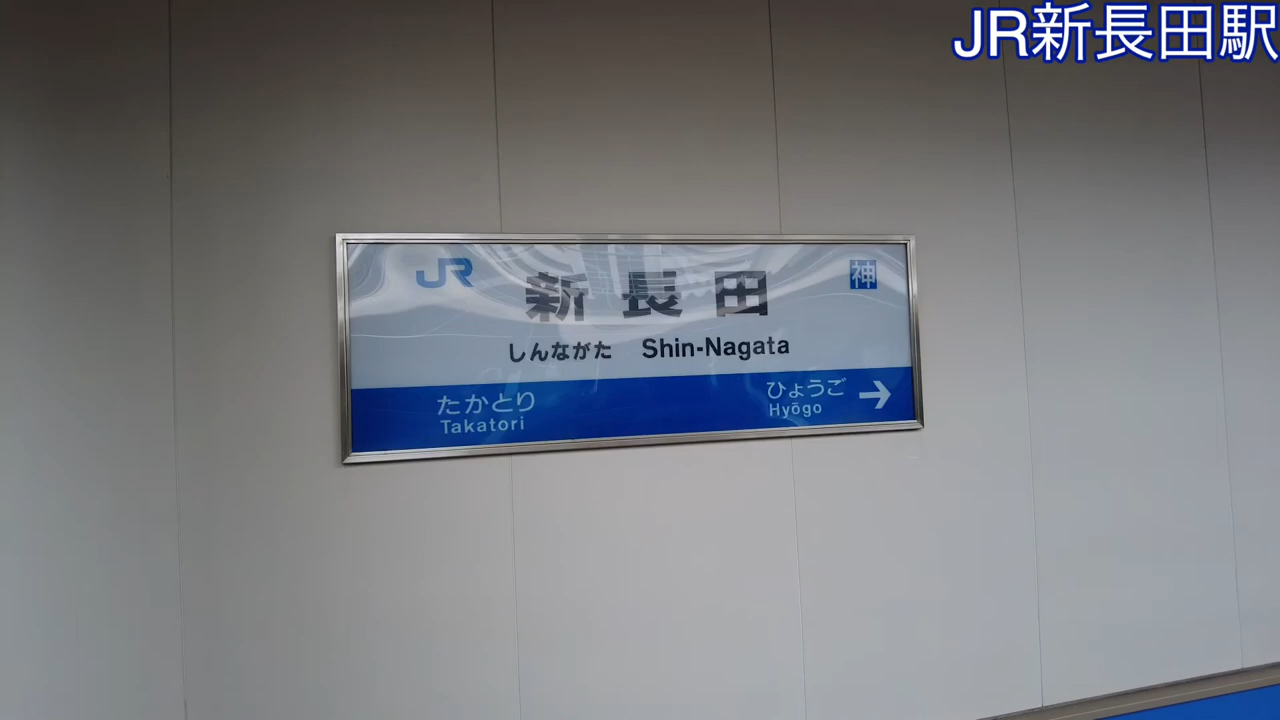 JR新長田駅
JR
新長田
神
しんながた Shin-Nagata
たかとり
Takatori
ひょうご
Hyōgo
→